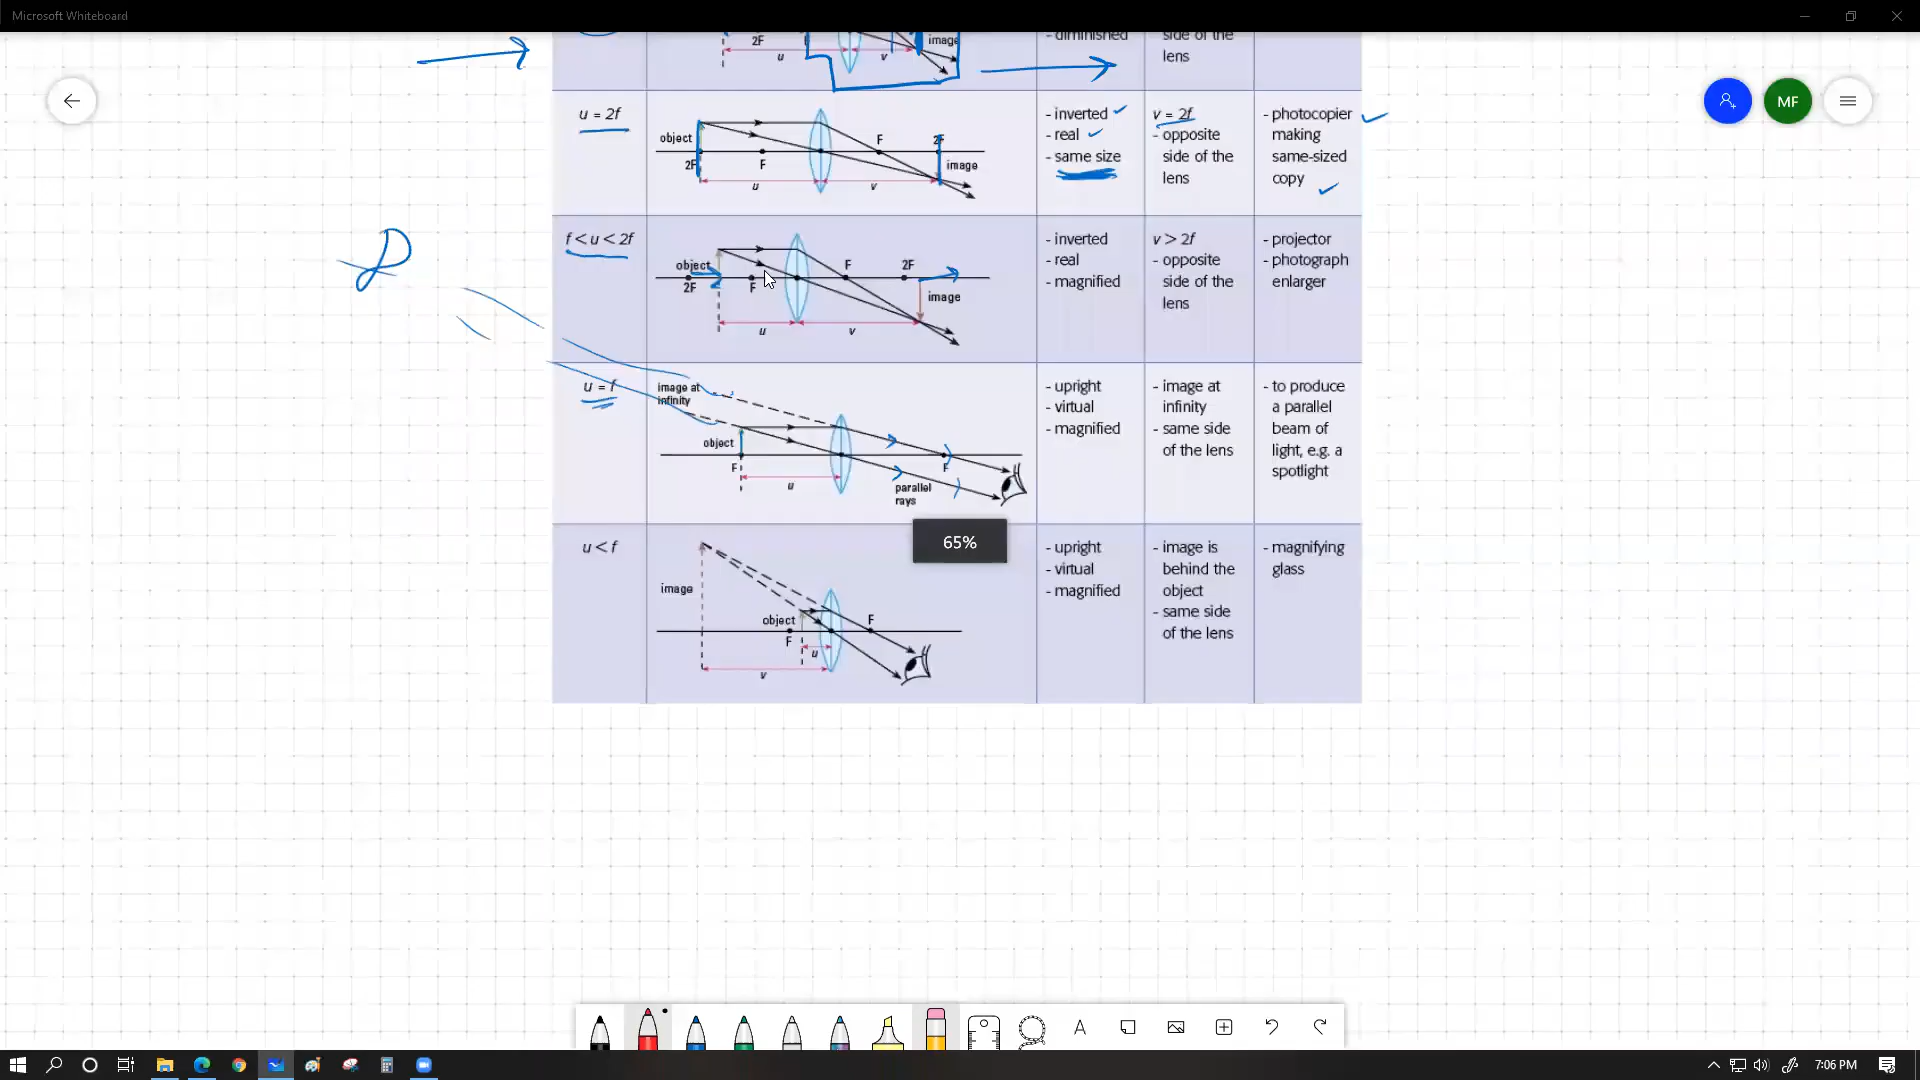 Microsoft Whiteboard
MF
2F
u
v
image
- diminished
side of the
lens
u = 2f
object
2F
F
F
2F
image
u
v
- inverted
- real
- same size
v = 2f
- opposite
side of the
lens
- photocopier
making
same-sized
copy
f < u < 2f
object
2F
F
F
2F
image
u
v
- inverted
- real
- magnified
v > 2f
- opposite
side of the
lens
- projector
- photograph
enlarger
u = f
image at
infinity
object
F
F
u
parallel
rays
- upright
- virtual
- magnified
- image at
infinity
- same side
of the lens
- to produce
a parallel
beam of
light, e.g. a
spotlight
65%
u < f
image
object
F
F
u
v
- upright
- virtual
- magnified
- image is
behind the
object
- same side
of the lens
- magnifying
glass
7:06 PM